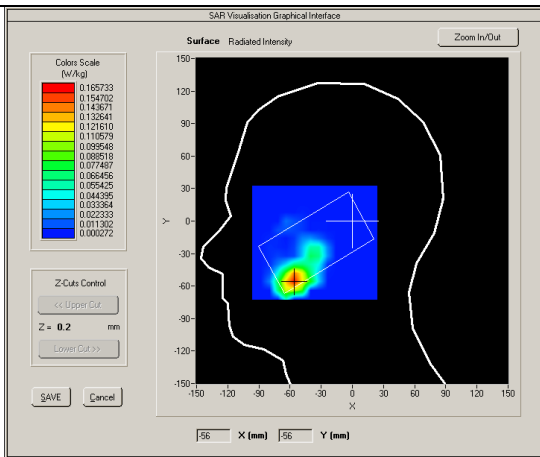 SAR Visualisation Graphical Interface
Surface Radiated Intensity
Zoom In/Out
Colors Scale
(W/kg)
0.165733
0.154702
0.143671
0.132641
0.121610
0.110579
0.099548
0.088518
0.077487
0.066456
0.055425
0.044395
0.033364
0.022333
0.011302
0.000272
Z-Cuts Control
<< Upper Cut
Z = 0.2 mm
Lower Cut >>
SAVE
Cancel
150
120
90
60
30
Y 0
-30
-60
-90
-120
-150
-150 -120 -90 -60 -30 0 30 60 90 120 150
X
-56 X (mm) -56 Y (mm)